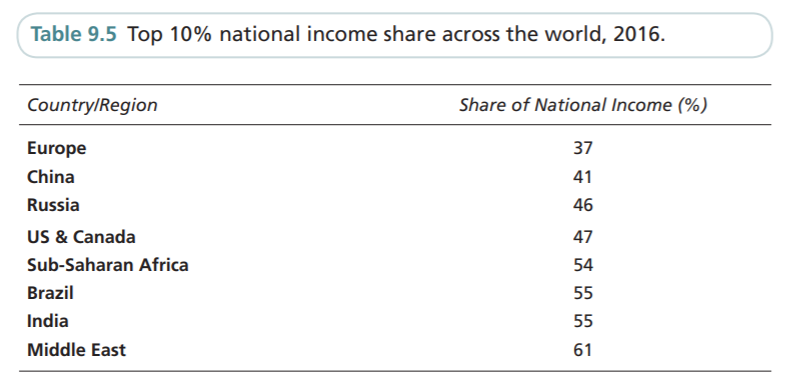 Table 9.5 Top 10% national income share across the world, 2016.
Country/Region Share of National Income (%)
Europe 37
China 41
Russia 46
US & Canada 47
Sub-Saharan Africa 54
Brazil 55
India 55
Middle East 61